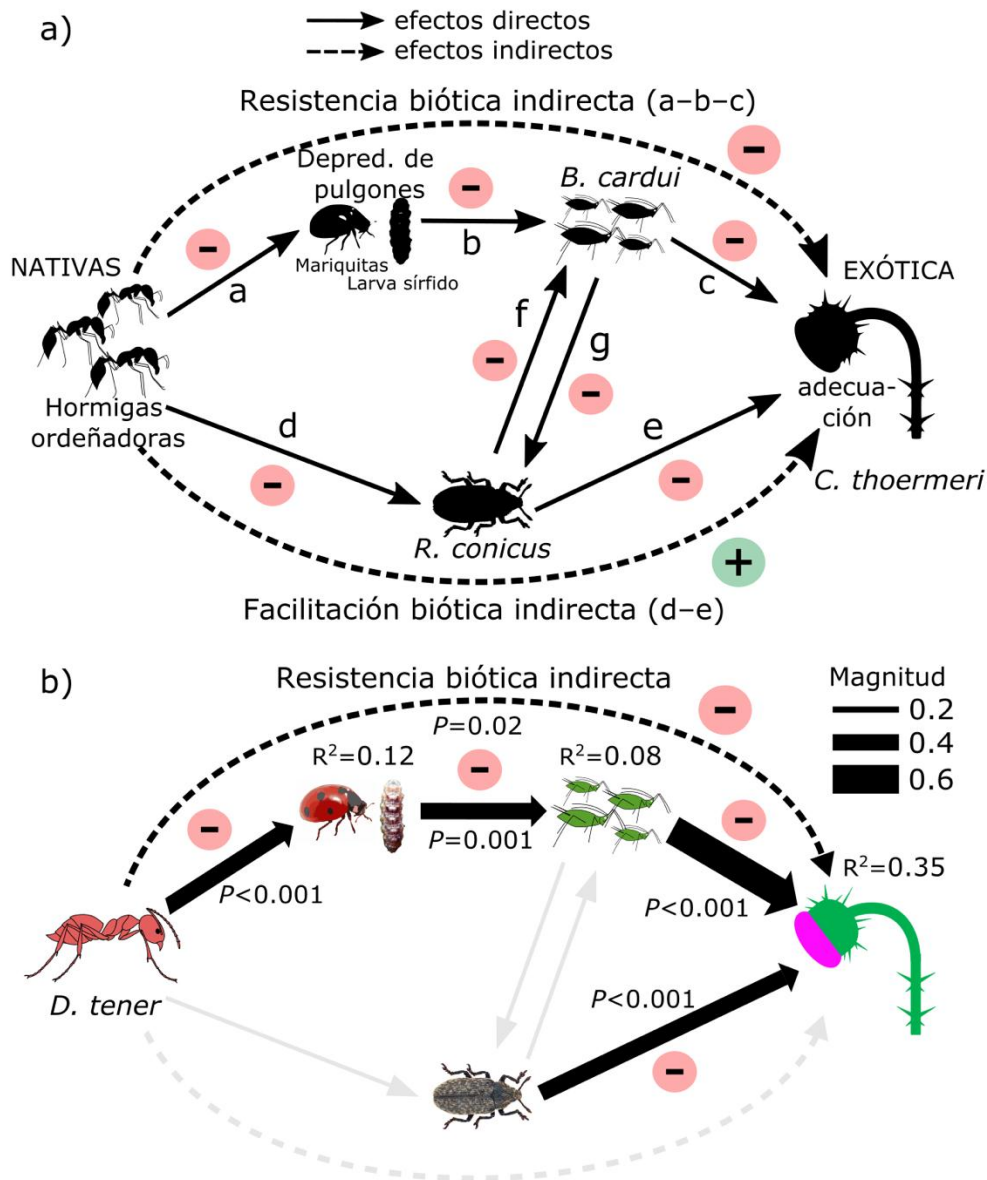 a)
efectos directos
efectos indirectos
Resistencia biótica indirecta (a–b–c)
-
Depred. de
pulgones
-
B. cardui
-
b
-
NATIVAS
a
Mariquitas
Larva sírfido
c
EXÓTICA
f
g
-
-
adecua-
ción
Hormigas
ordeñadoras
d
e
-
-
C. thoermeri
R. conicus
+
Facilitación biótica indirecta (d–e)
b)
Resistencia biótica indirecta
-
Magnitud
P=0.02
0.2
R²=0.12
-
R²=0.08
0.4
-
-
0.6
P=0.001
R²=0.35
P<0.001
P<0.001
P<0.001
D. tener
-